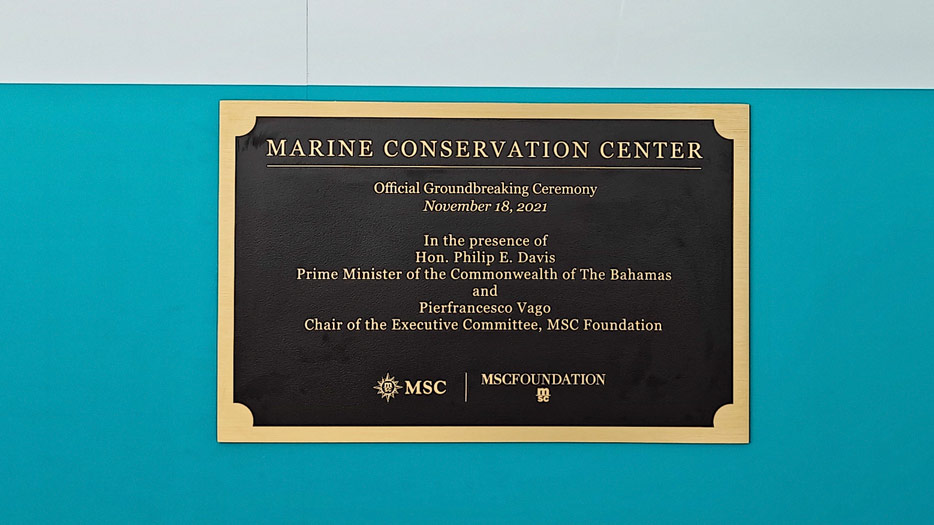 MARINE CONSERVATION CENTER
Official Groundbreaking Ceremony
November 18, 2021
In the presence of
Hon. Philip E. Davis
Prime Minister of the Commonwealth of The Bahamas
and
Pierfrancesco Vago
Chair of the Executive Committee, MSC Foundation
MSC
MSCFOUNDATION
m
sc